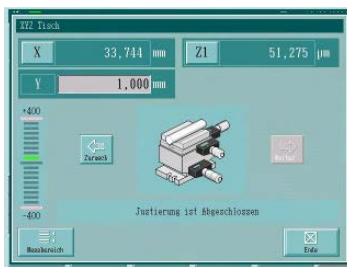 XYZ Tisch
X 33,744 mm Z1 51,275 µm
Y 1,000 mm
+400
Zurueck
Weiter
-400
Justierung ist Abgeschlossen
Messbereich
Ende